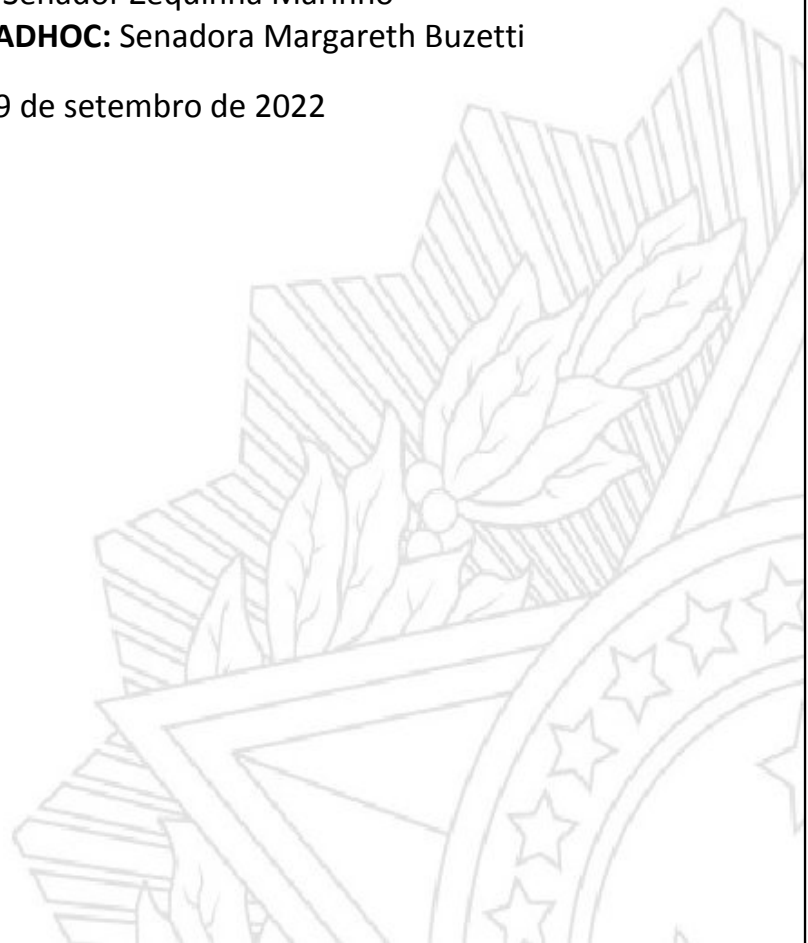 Senador Zequinha Marinho
ADHOC: Senadora Margareth Buzetti
9 de setembro de 2022